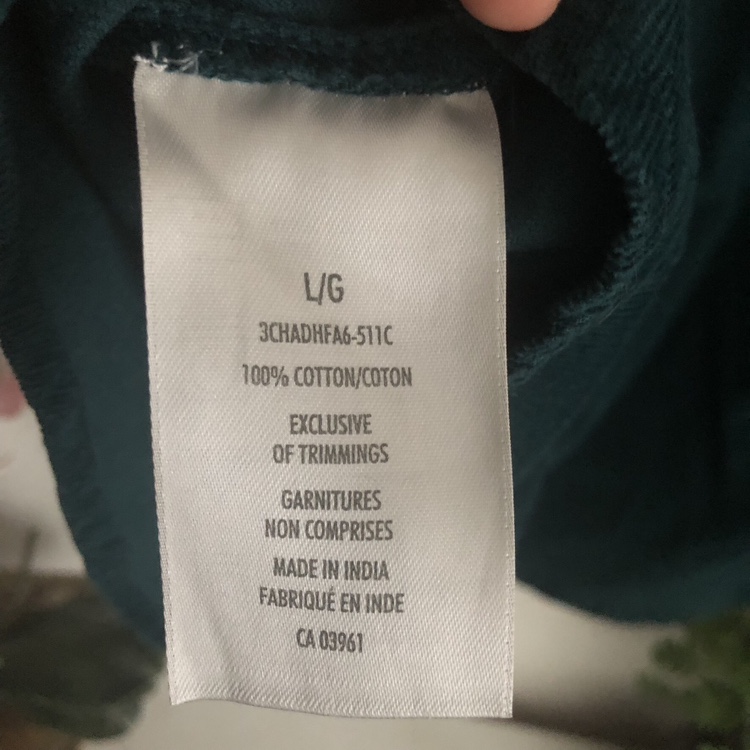 L/G
3CHADHFA6-511C
100% COTTON/COTON
EXCLUSIVE
OF TRIMMINGS
GARNITURES
NON COMPRISES
MADE IN INDIA
FABRIQUÉ EN INDE
CA 03961